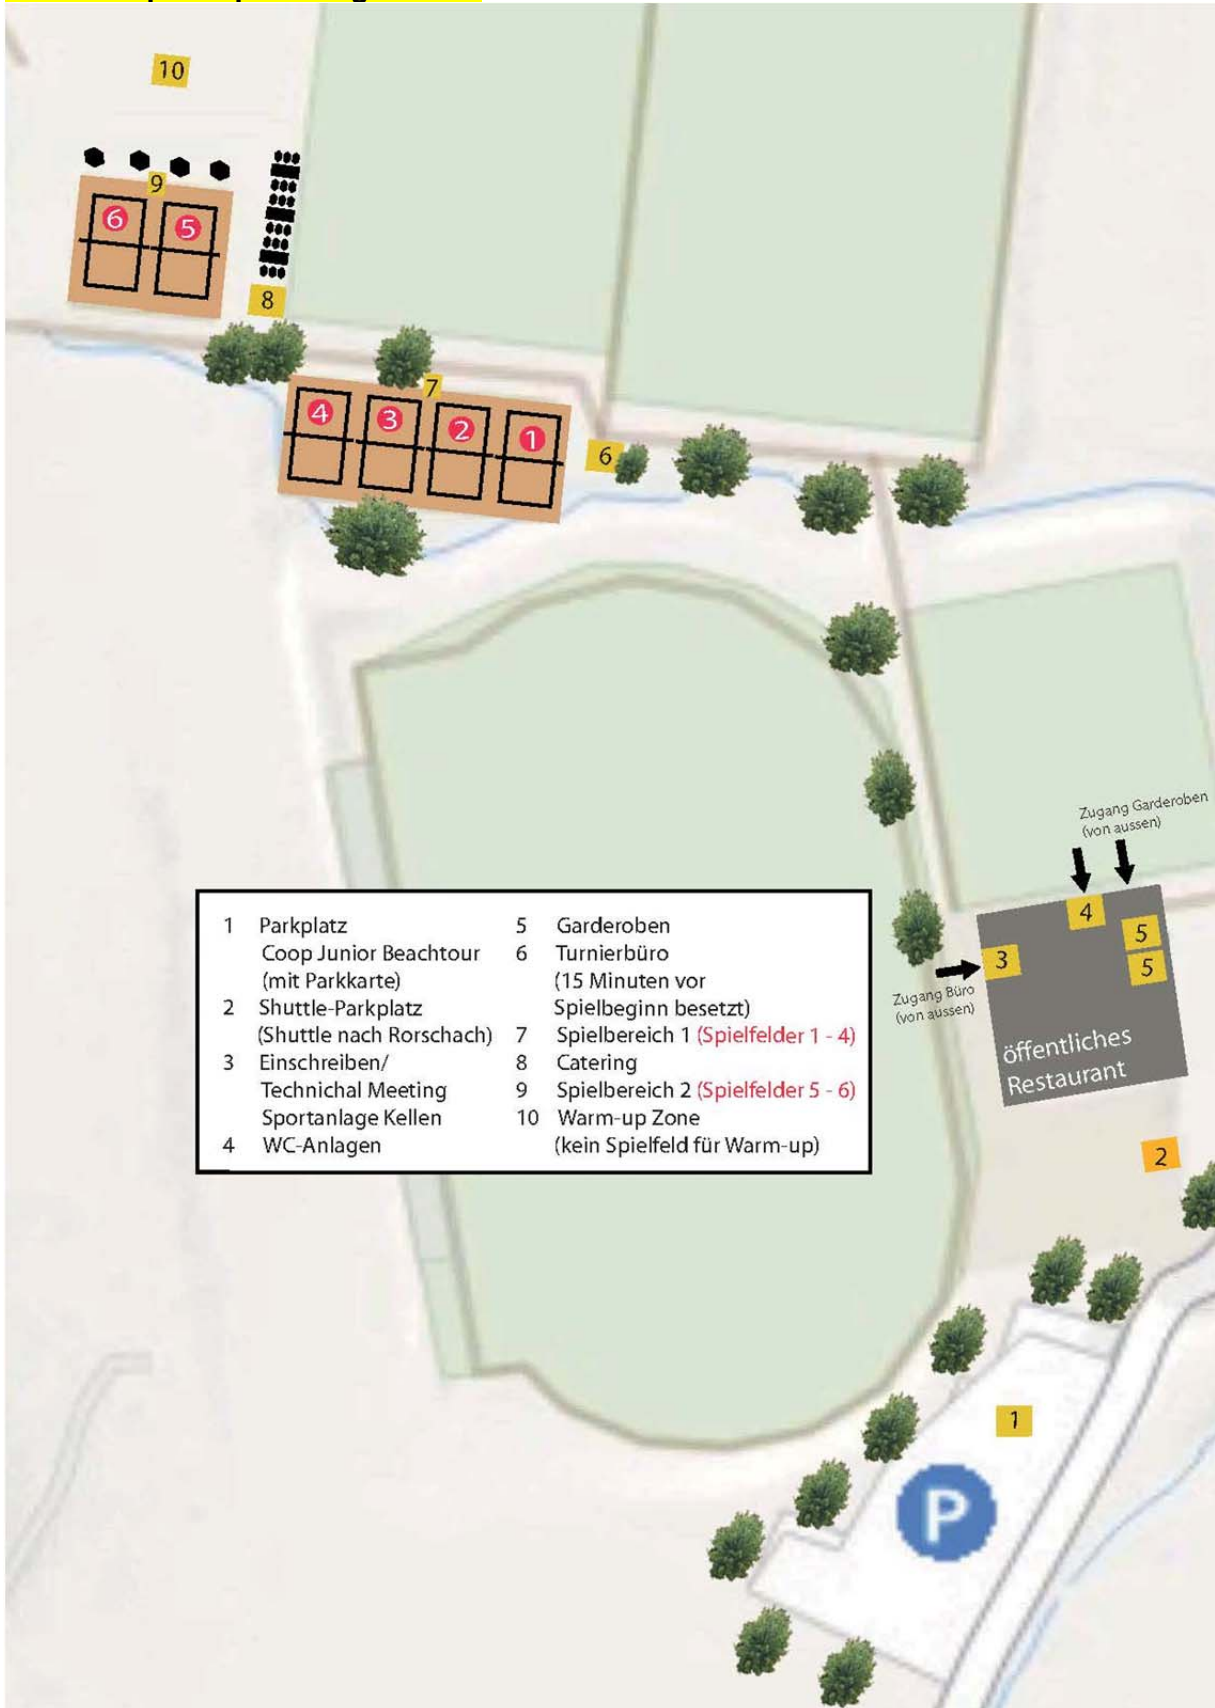 10
9
6
5
8
7
4
3
2
1
6
Zugang Garderoben
(von aussen)
4
5
5
3
Zugang Büro
(von aussen)
öffentliches
Restaurant
1 Parkplatz
Coop Junior Beachtour
(mit Parkkarte)
2 Shuttle-Parkplatz
(Shuttle nach Rorschach)
3 Einschreiben/
Technichal Meeting
Sportanlage Kellen
4 WC-Anlagen
5 Garderoben
6 Turnierbüro
(15 Minuten vor
Spielbeginn besetzt)
7 Spielbereich 1 (Spielfelder 1 - 4)
8 Catering
9 Spielbereich 2 (Spielfelder 5 - 6)
10 Warm-up Zone
(kein Spielfeld für Warm-up)
2
1
P